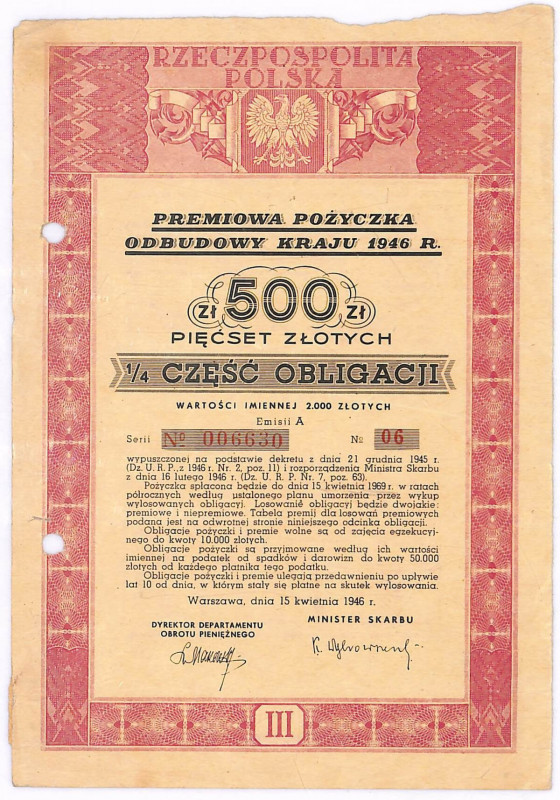 RZECZPOSPOLITA
POLSKA
PREMIOWA POŻYCZKA
ODBUDOWY KRAJU 1946 R.
ZŁ 500 ZŁ
PIĘĆSET ZŁOTYCH
1/4 CZĘŚĆ OBLIGACJI
WARTOŚCI IMIENNEJ 2.000 ZŁOTYCH
Emisji A
Serii № 006630 № 06
wypuszczonej na podstawie dekretu z dnia 21 grudnia 1945 r.
(Dz. U. R. P., z 1946 r. Nr. 2, poz. 11) i rozporządzenia Ministra Skarbu
z dnia 16 lutego 1946 r. (Dz. U. R. P. Nr. 7, poz. 63).
Pożyczka spłacona będzie do dnia 15 kwietnia 1969 r. w ratach
półrocznych według ustalonego planu umorzenia przez wykup
wylosowanych obligacyj. Losowanie obligacyj będzie dwojakie:
premiowe i niepremiowe. Tabela premij dla losowań premiowych
podana jest na odwrotnej stronie niniejszego odcinka obligacji.
Obligacje pożyczki i premie wolne są od zajęcia egzekucyj-
nego do kwoty 10.000 złotych.
Obligacje pożyczki są przyjmowane według ich wartości
imiennej na podatek od spadków i darowizn do kwoty 50.000
złotych od każdego płatnika tego podatku.
Obligacje pożyczki i premie ulegają przedawnieniu po upływie
lat 10 od dnia, w którym stały się płatne na skutek wylosowania.
Warszawa, dnia 15 kwietnia 1946 r.
DYREKTOR DEPARTAMENTU
OBROTU PIENIĘŻNEGO
MINISTER SKARBU
III